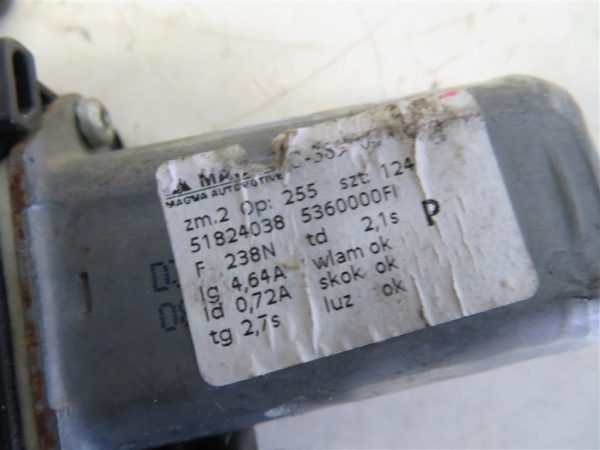 MAGMA AUTOMOTIVE
zm.2 Op: 255 szt: 124
51824038 5360000FI
F 238N td 2,1s P
Ig 4,64A wlam ok
Id 0,72A skok ok
tg 2,7s luz ok